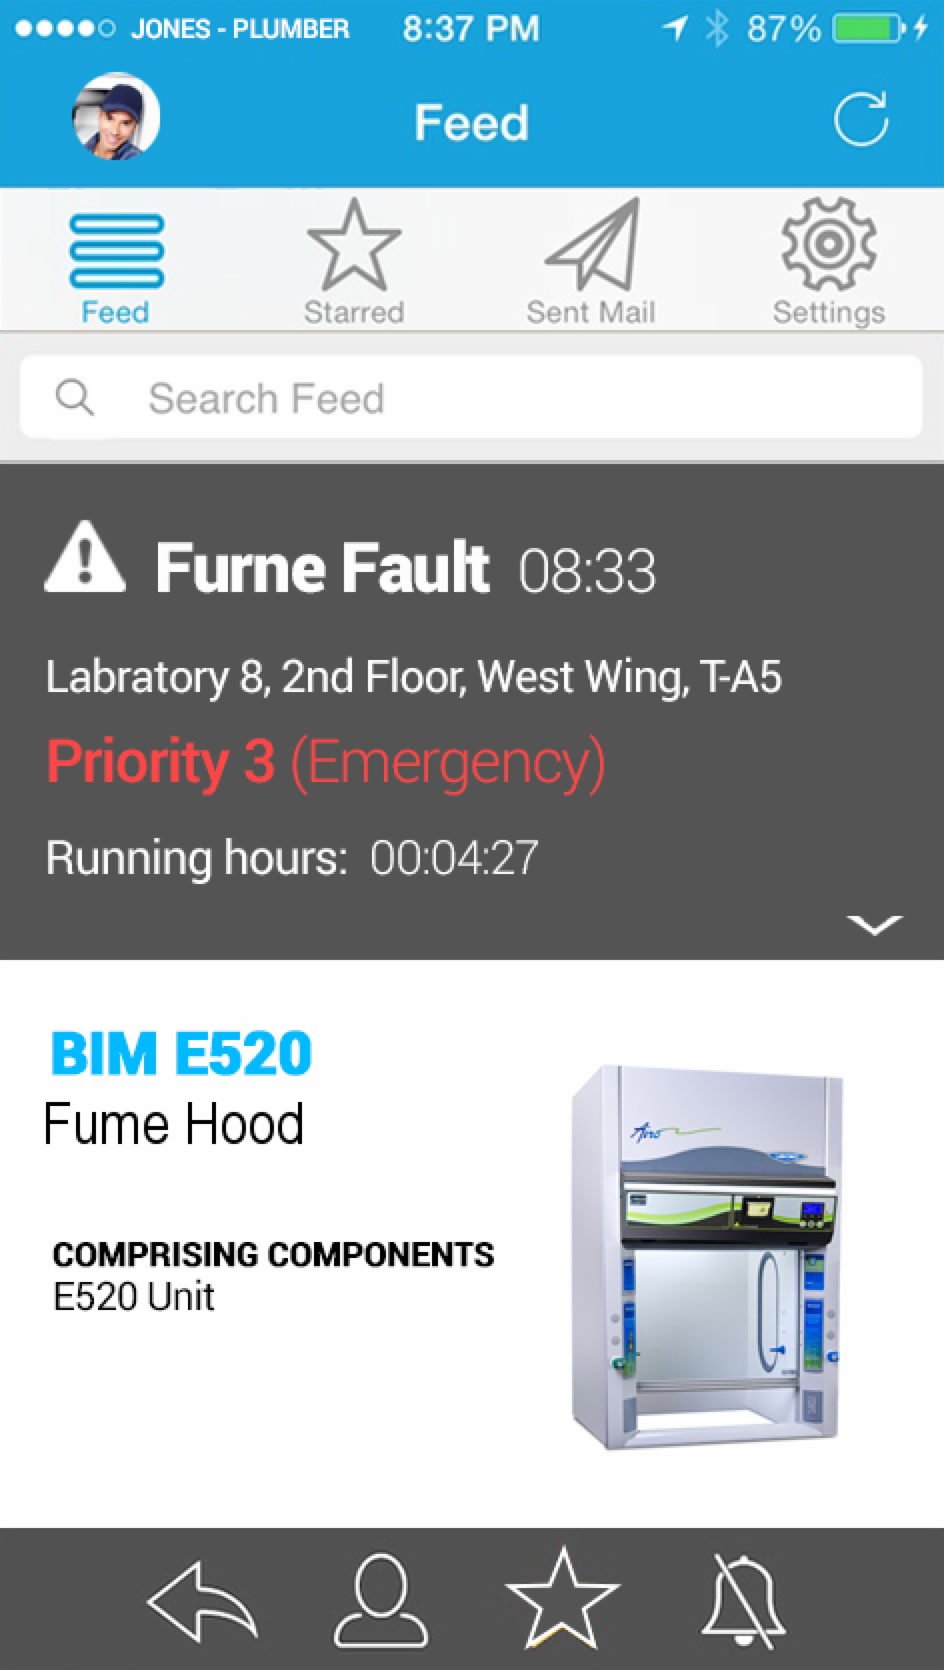 JONES - PLUMBER 8:37 PM 87%
Feed
Feed Starred Sent Mail Settings
Search Feed
Furne Fault 08:33
Labratory 8, 2nd Floor, West Wing, T-A5
Priority 3 (Emergency)
Running hours: 00:04:27
BIM E520
Fume Hood
COMPRISING COMPONENTS
E520 Unit